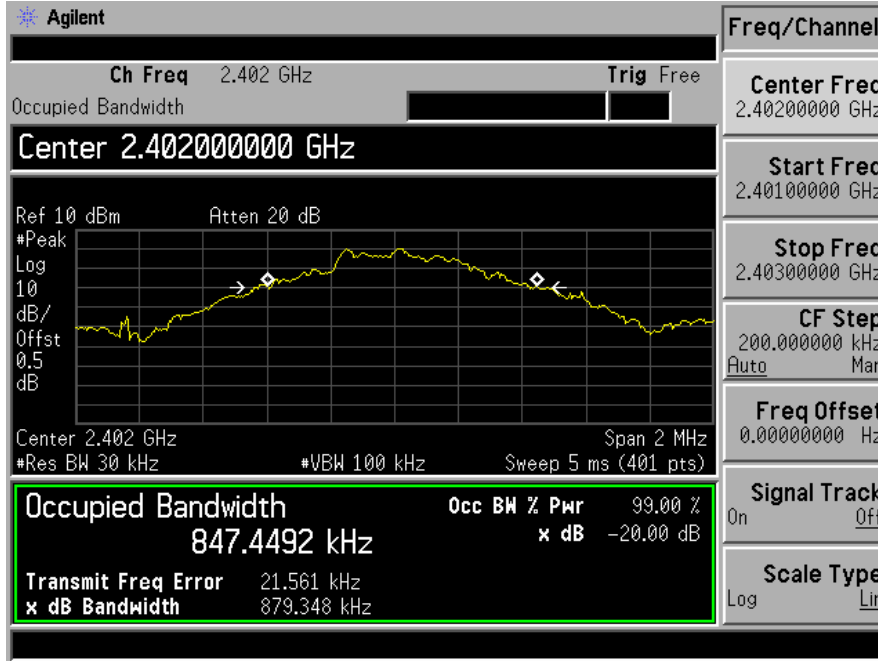 Agilent
Ch Freq 2.402 GHz Trig Free
Occupied Bandwidth
Center 2.402000000 GHz
Ref 10 dBm Atten 20 dB
#Peak
Log
10
dB/
Offst
0.5
dB
Center 2.402 GHz Span 2 MHz
#Res BW 30 kHz #VBW 100 kHz Sweep 5 ms (401 pts)
Occupied Bandwidth Occ BW % Pwr 99.00 %
847.4492 kHz x dB -20.00 dB
Transmit Freq Error 21.561 kHz
x dB Bandwidth 879.348 kHz
Freq/Channel
Center Freq
2.40200000 GHz
Start Freq
2.40100000 GHz
Stop Freq
2.40300000 GHz
CF Step
200.000000 kHz
Auto Man
Freq Offset
0.00000000 Hz
Signal Track
On Off
Scale Type
Log Lin